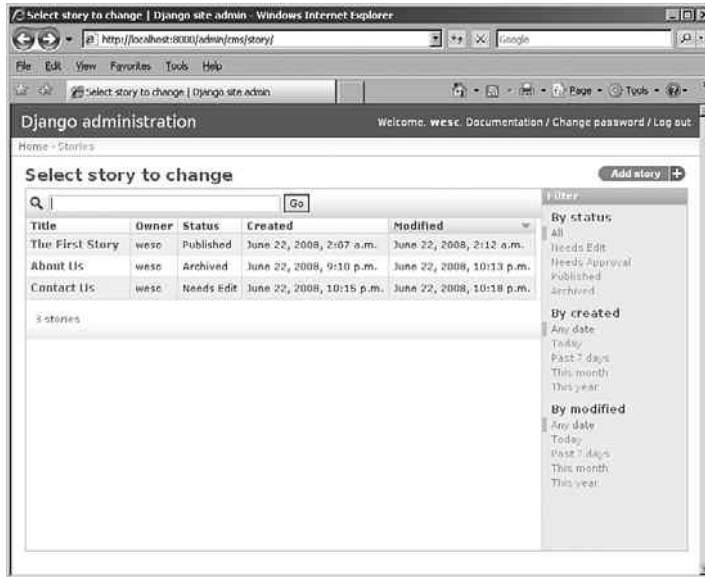 Select story to change | Django site admin - Windows Internet Explorer
http://localhost:8000/admin/cms/story/
Google
File Edit View Favorites Tools Help
Select story to change | Django site admin
Page Tools
Django administration
Welcome, wesc. Documentation / Change password / Log out
Home › Stories
Select story to change
Add story +
Go
Filter
Title Owner Status Created Modified
The First Story wesc Published June 22, 2008, 2:07 a.m. June 22, 2008, 2:12 a.m.
About Us wesc Archived June 22, 2008, 9:10 p.m. June 22, 2008, 10:13 p.m.
Contact Us wesc Needs Edit June 22, 2008, 10:15 p.m. June 22, 2008, 10:18 p.m.
3 stories
By status
All
Needs Edit
Needs Approval
Published
Archived
By created
Any date
Today
Past 7 days
This month
This year
By modified
Any date
Today
Past 7 days
This month
This year